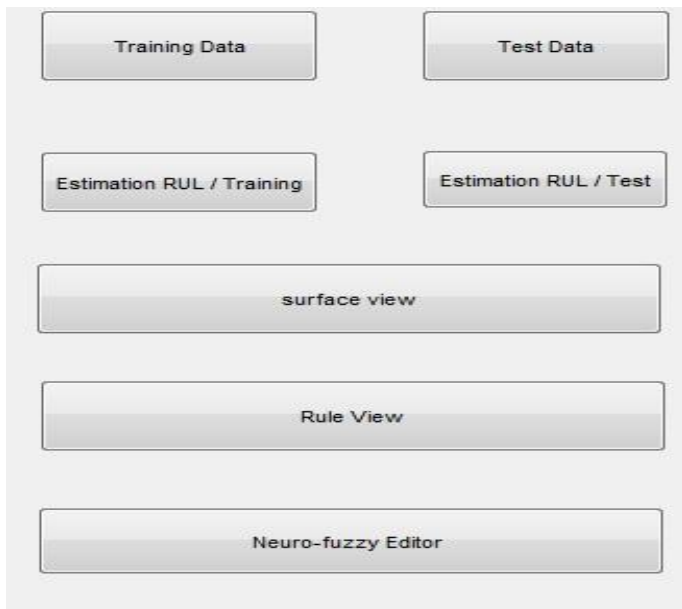 Training Data
Test Data
Estimation RUL / Training
Estimation RUL / Test
surface view
Rule View
Neuro-fuzzy Editor